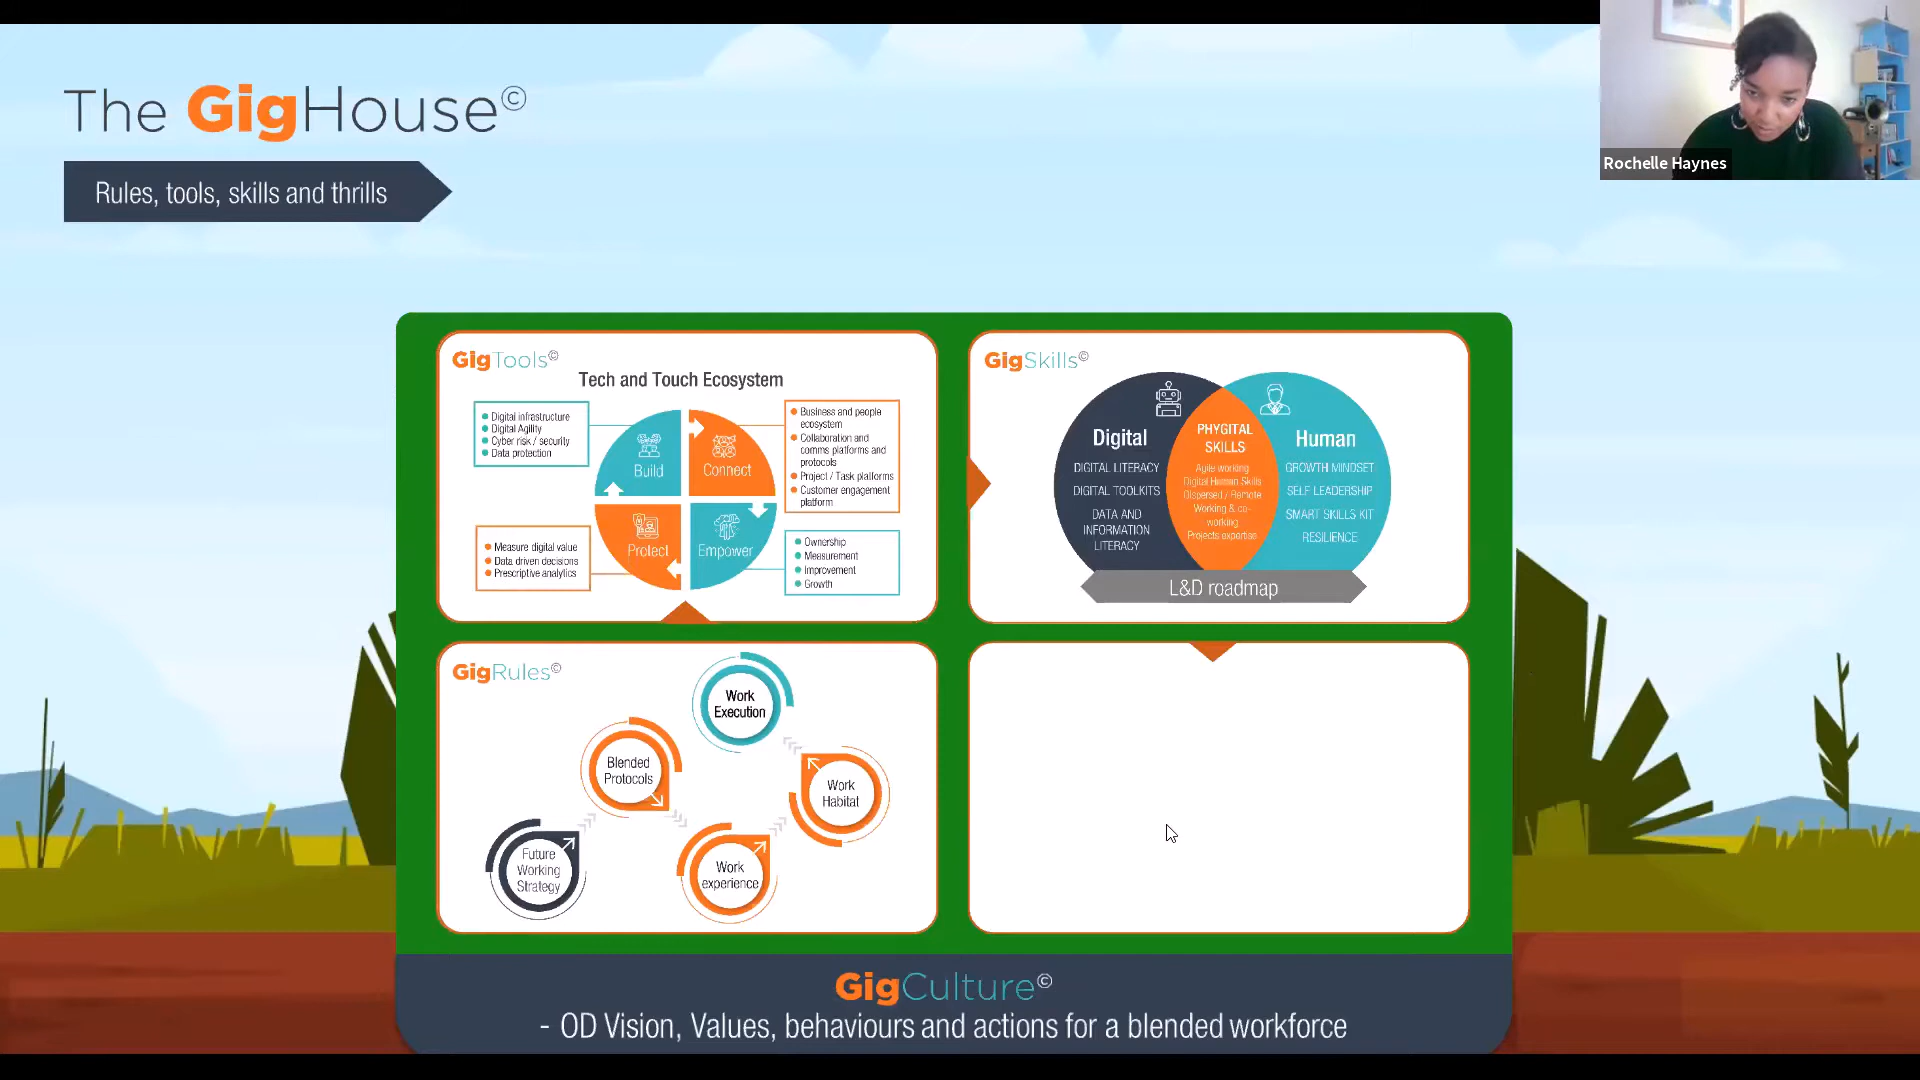 The GigHouse©
Rules, tools, skills and thrills
Rochelle Haynes
GigTools©
Tech and Touch Ecosystem
Digital infrastructure
Digital Agility
Cyber risk / security
Data protection
Build
Connect
Business and people
ecosystem
Collaboration and
comms platforms and
protocols
Project / Task platforms
Customer engagement
platform
Measure digital value
Data driven decisions
Prescriptive analytics
Protect
Empower
Ownership
Measurement
Improvement
Growth
GigSkills©
Digital
DIGITAL LITERACY
DIGITAL TOOLKITS
DATA AND
INFORMATION
LITERACY
PHYGITAL
SKILLS
Agile working
Digital Human Skills
Dispersed / Remote
Working & co-
working
Projects expertise
Human
GROWTH MINDSET
SELF LEADERSHIP
SMART SKILLS KIT
RESILIENCE
L&D roadmap
GigRules©
Work
Execution
Blended
Protocols
Work
Habitat
Future
Working
Strategy
Work
experience
GigCulture©
- OD Vision, Values, behaviours and actions for a blended workforce